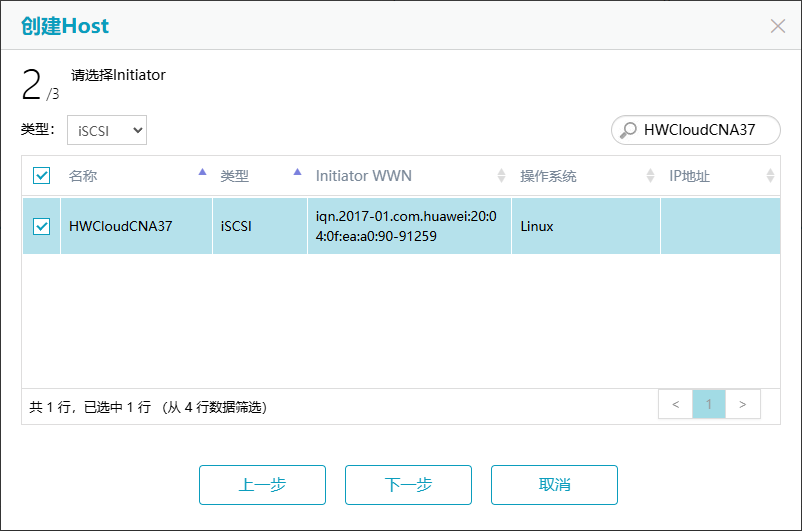 创建Host
2/3 请选择Initiator
类型: iSCSI HWCloudCNA37
名称 类型 Initiator WWN 操作系统 IP地址
HWCloudCNA37 iSCSI iqn.2017-01.com.huawei:20:0 Linux
4:0f:ea:a0:90-91259
共 1 行，已选中 1 行 （从 4 行数据筛选） < 1 >
上一步 下一步 取消